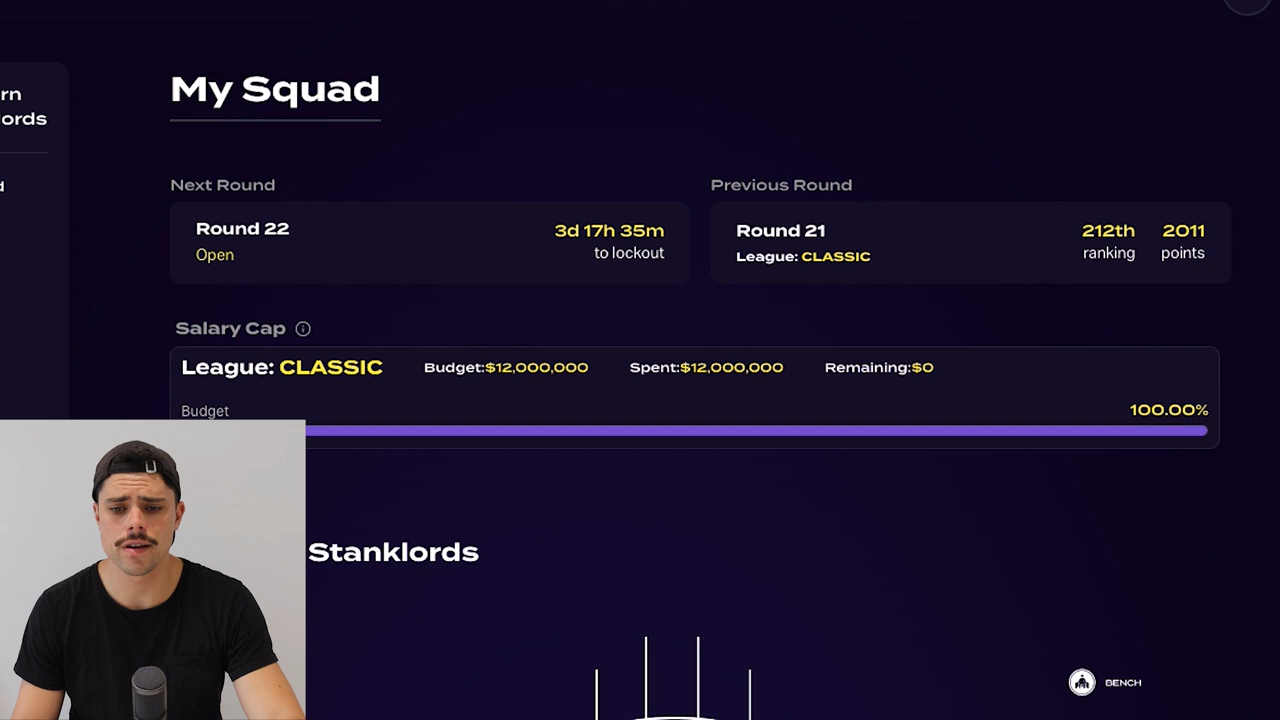 rn
lords
d
My Squad
Next Round
Round 22
Open
3d 17h 35m
to lockout
Previous Round
Round 21
League: CLASSIC
212th
ranking
2011
points
Salary Cap
League: CLASSIC
Budget:$12,000,000
Spent:$12,000,000
Remaining:$0
Budget
100.00%
Stanklords
BENCH